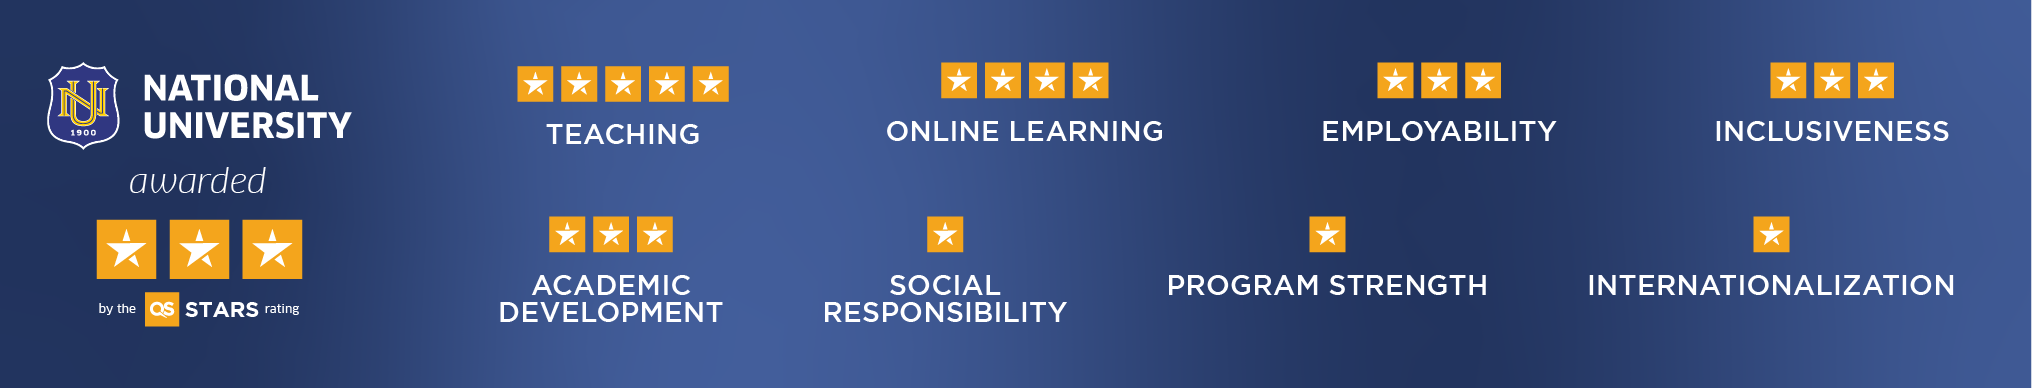 NU
1900
NATIONAL
UNIVERSITY
awarded
by the QS STARS rating
TEACHING
ONLINE LEARNING
EMPLOYABILITY
INCLUSIVENESS
ACADEMIC
DEVELOPMENT
SOCIAL
RESPONSIBILITY
PROGRAM STRENGTH
INTERNATIONALIZATION